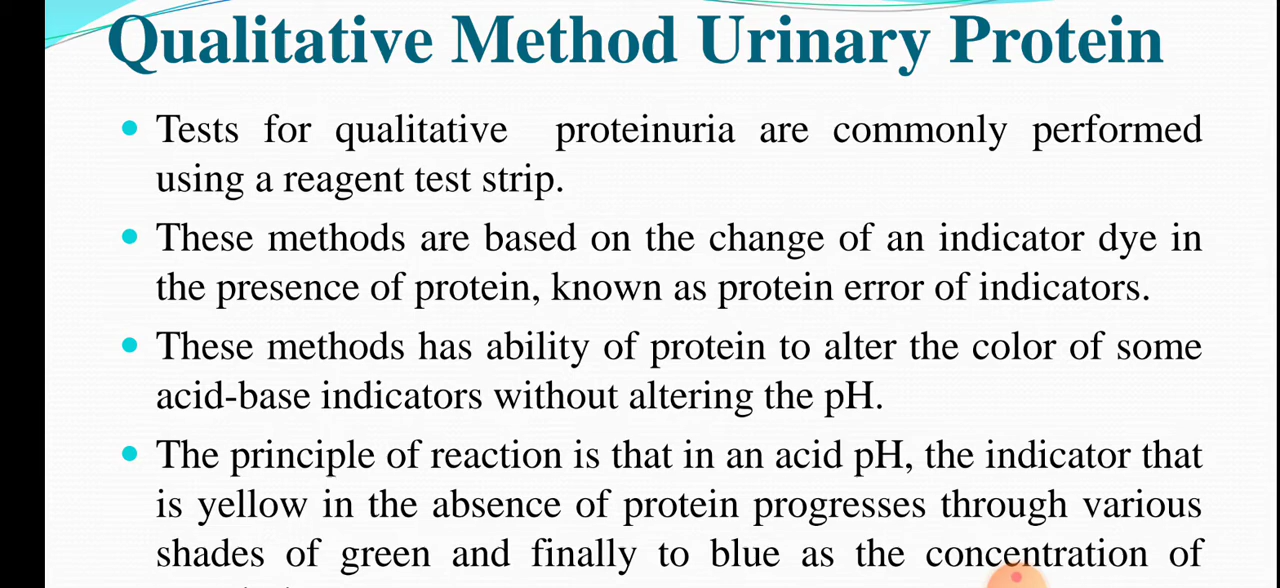 Qualitative Method Urinary Protein
• Tests for qualitative proteinuria are commonly performed
using a reagent test strip.
• These methods are based on the change of an indicator dye in
the presence of protein, known as protein error of indicators.
• These methods has ability of protein to alter the color of some
acid-base indicators without altering the pH.
• The principle of reaction is that in an acid pH, the indicator that
is yellow in the absence of protein progresses through various
shades of green and finally to blue as the concentration of